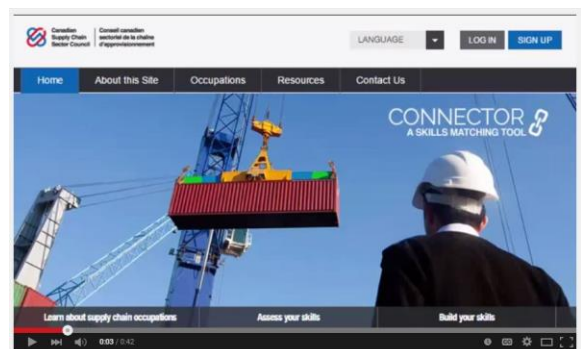 Canadian
Supply Chain
Sector Council
Conseil canadien
sectoriel de la chaîne
d'approvisionnement
LANGUAGE
LOG IN
SIGN UP
Home
About this Site
Occupations
Resources
Contact Us
CONNECTOR
A SKILLS MATCHING TOOL
Learn about supply chain occupations
Assess your skills
Build your skills
0:03 / 0:42